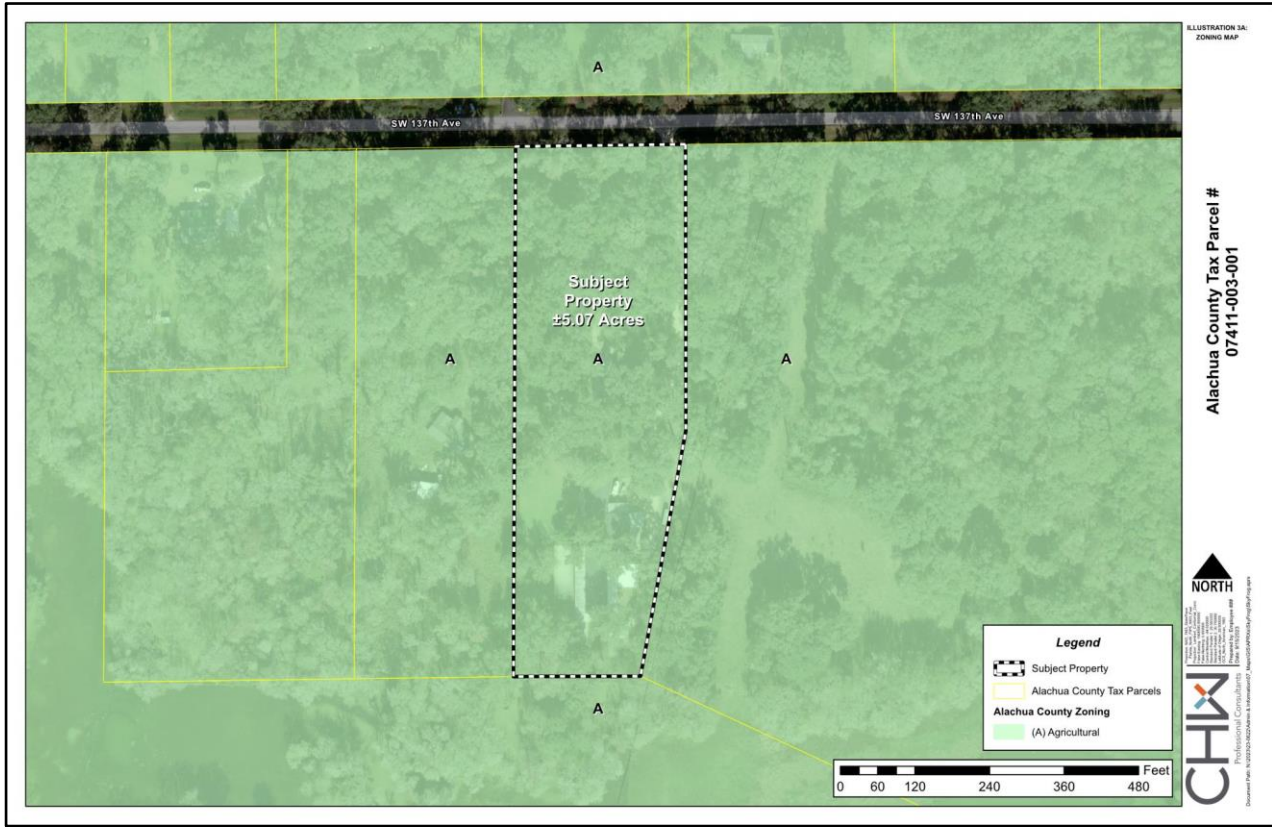 ILLUSTRATION 3A:
ZONING MAP
A
SW 137th Ave
SW 137th Ave
Subject
Property
±5.07 Acres
A
A
A
A
Alachua County Tax Parcel #
07411-003-001
NORTH
Legend
Subject Property
Alachua County Tax Parcels
Alachua County Zoning
(A) Agricultural
Feet
0 60 120 240 360 480
CHW
Professional Consultants